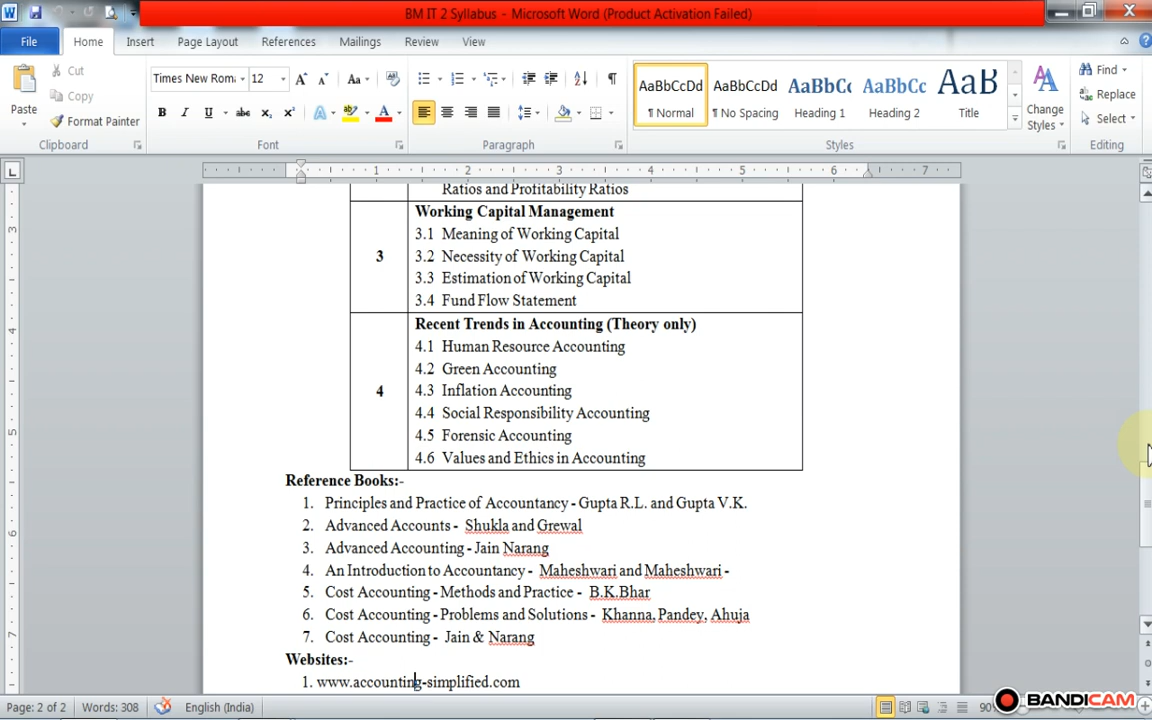 BM IT 2 Syllabus - Microsoft Word (Product Activation Failed)
File Home Insert Page Layout References Mailings Review View
Paste Cut Copy Format Painter
Times New Rom 12
AaBbCcDd AaBbCcDd AaBbCc AaBbCc AaB
¶ Normal ¶ No Spacing Heading 1 Heading 2 Title
Change Styles
Find Replace Select
Clipboard Font Paragraph Styles Editing
Ratios and Profitability Ratios
3
Working Capital Management
3.1 Meaning of Working Capital
3.2 Necessity of Working Capital
3.3 Estimation of Working Capital
3.4 Fund Flow Statement
4
Recent Trends in Accounting (Theory only)
4.1 Human Resource Accounting
4.2 Green Accounting
4.3 Inflation Accounting
4.4 Social Responsibility Accounting
4.5 Forensic Accounting
4.6 Values and Ethics in Accounting
Reference Books:-
1. Principles and Practice of Accountancy - Gupta R.L. and Gupta V.K.
2. Advanced Accounts - Shukla and Grewal
3. Advanced Accounting - Jain Narang
4. An Introduction to Accountancy - Maheshwari and Maheshwari -
5. Cost Accounting - Methods and Practice - B.K.Bhar
6. Cost Accounting - Problems and Solutions - Khanna, Pandey, Ahuja
7. Cost Accounting - Jain & Narang
Websites:-
1. www.accounting-simplified.com
Page: 2 of 2 Words: 308 English (India) 90
BANDICAM